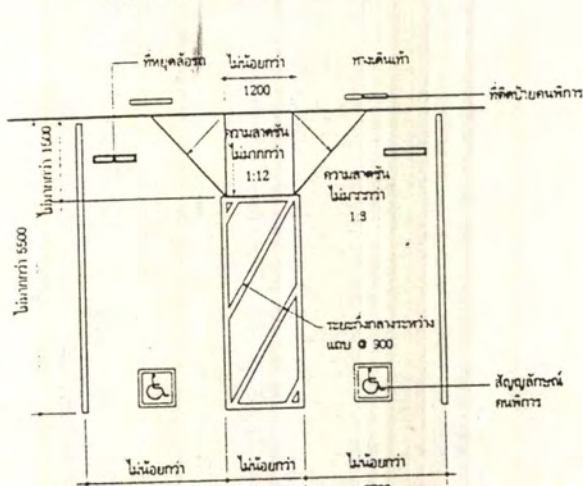 ที่หยุดล้อรถ
ไม่น้อยกว่า
1200
ทางเดินเท้า
ที่ติดป้ายคนพิการ
ไม่มากกว่า 1500
ไม่มากกว่า 5500
ความลาดชัน
ไม่มากกว่า
1:12
ความลาดชัน
ไม่มากกว่า
ระยะกึ่งกลางระหว่าง
แถบ @ 900
สัญญลักษณ์
คนพิการ
ไม่น้อยกว่า
ไม่น้อยกว่า
ไม่น้อยกว่า